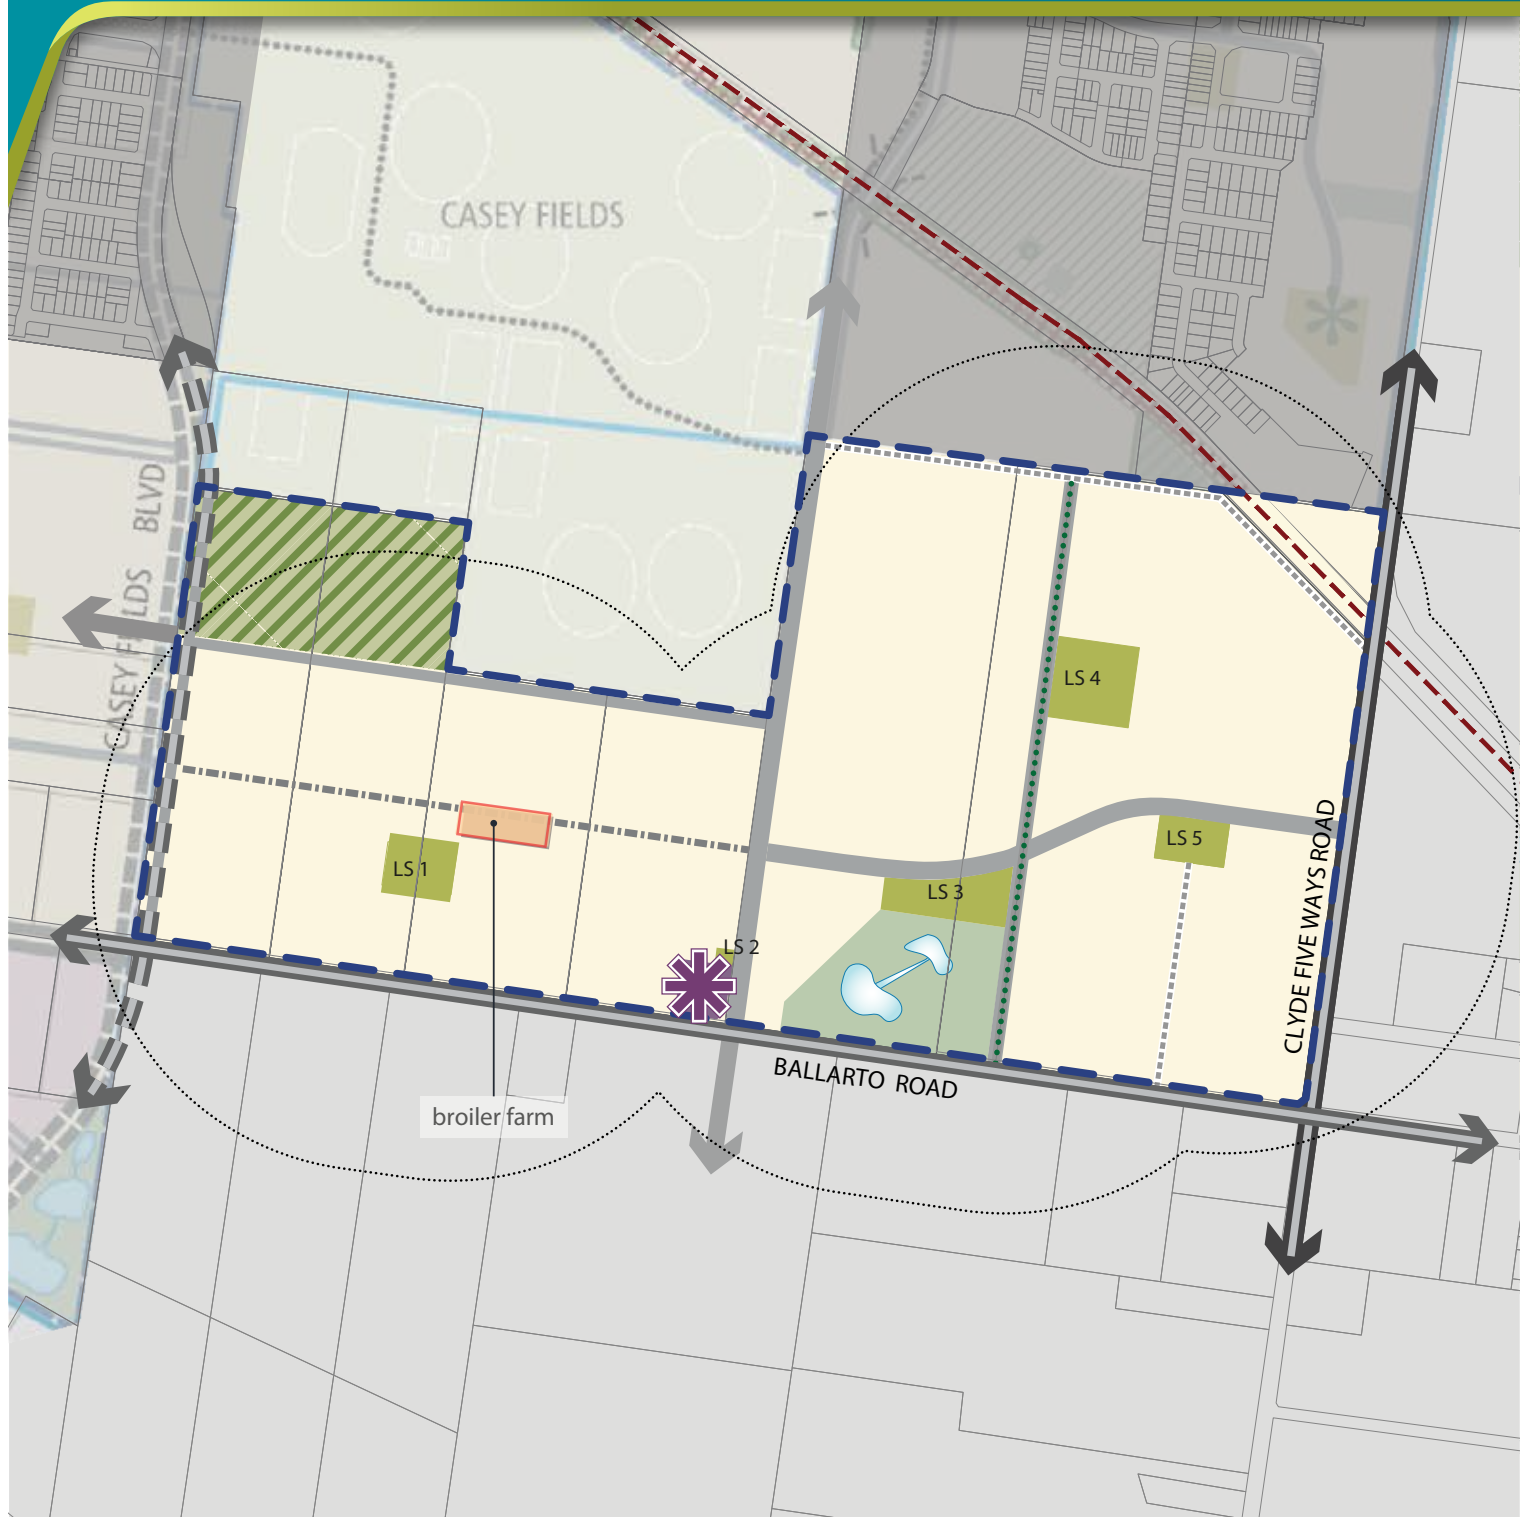 CASEY FIELDS
CASEY FIELDS BLVD
LS 4
LS 5
LS 1
LS 3
LS 2
CLYDE FIVE WAYS ROAD
BALLARTO ROAD
broiler farm